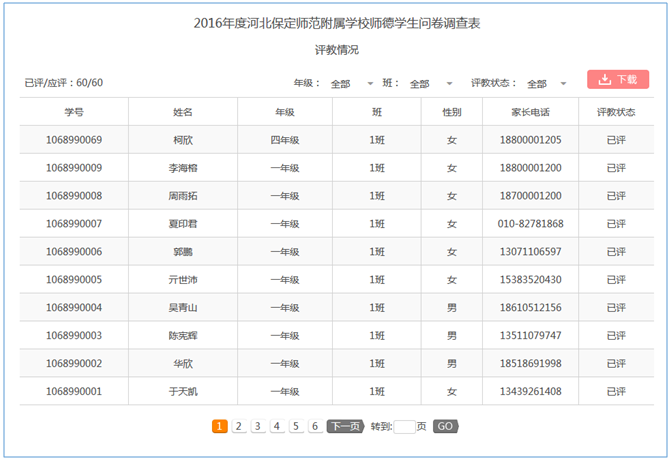 2016年度河北保定师范附属学校师德学生问卷调查表
评教情况
已评/应评：60/60 年级： 全部 班： 全部 评教状态： 全部 下载
学号 姓名 年级 班 性别 家长电话 评教状态
1068990069 柯欣 四年级 1班 女 18800001205 已评
1068990009 李海榕 一年级 1班 女 18800001200 已评
1068990008 周雨拓 一年级 1班 女 18700001200 已评
1068990007 夏印君 一年级 1班 女 010-82781868 已评
1068990006 郭鹏 一年级 1班 女 13071106597 已评
1068990005 亓世沛 一年级 1班 女 15383520430 已评
1068990004 吴青山 一年级 1班 男 18610512156 已评
1068990003 陈宪辉 一年级 1班 男 13511079747 已评
1068990002 华欣 一年级 1班 男 18518691998 已评
1068990001 于天凯 一年级 1班 女 13439261408 已评
1 2 3 4 5 6 下一页 转到: 页 GO